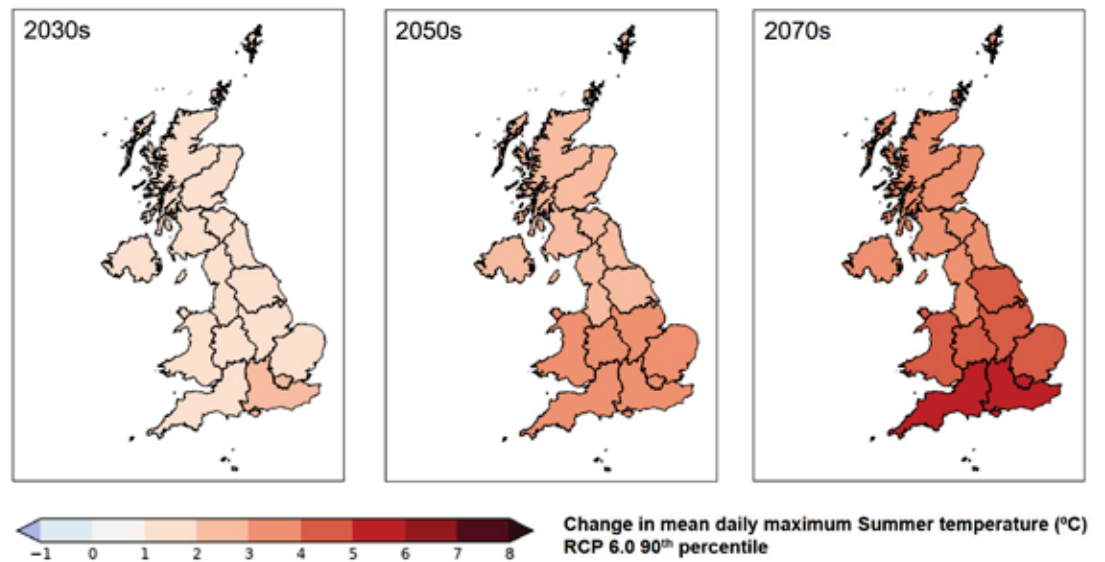 2030s
2050s
2070s
−1 0 1 2 3 4 5 6 7 8
Change in mean daily maximum Summer temperature (ºC)
RCP 6.0 90th percentile